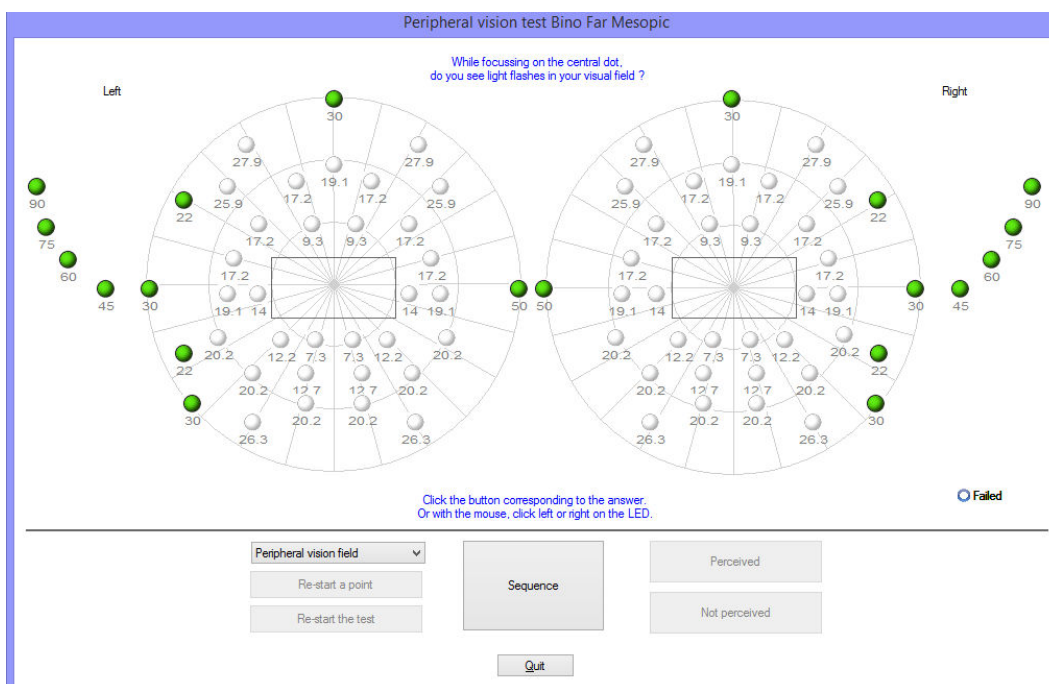 Peripheral vision test Bino Far Mesopic
While focussing on the central dot,
do you see light flashes in your visual field ?
Left Right
30 30
27.9 27.9 27.9 27.9
19.1 19.1
17.2 17.2 17.2 17.2
90 25.9 25.9 25.9 25.9 90
22 22
75 17.2 9.3 9.3 17.2 17.2 9.3 9.3 17.2 75
60 17.2 17.2 17.2 17.2 60
45 30 19.1 14 14 19.1 50 50 19.1 14 14 19.1 30 45
20.2 12.2 7.3 7.3 12.2 20.2 20.2 12.2 7.3 7.3 12.2 20.2
22 22
20.2 12.7 12.7 20.2 20.2 12.7 12.7 20.2
30 20.2 20.2 20.2 20.2 30
26.3 26.3 26.3 26.3
Click the button corresponding to the answer.
Or with the mouse, click left or right on the LED.
Failed
Peripheral vision field
Re-start a point
Re-start the test
Sequence
Perceived
Not perceived
Quit